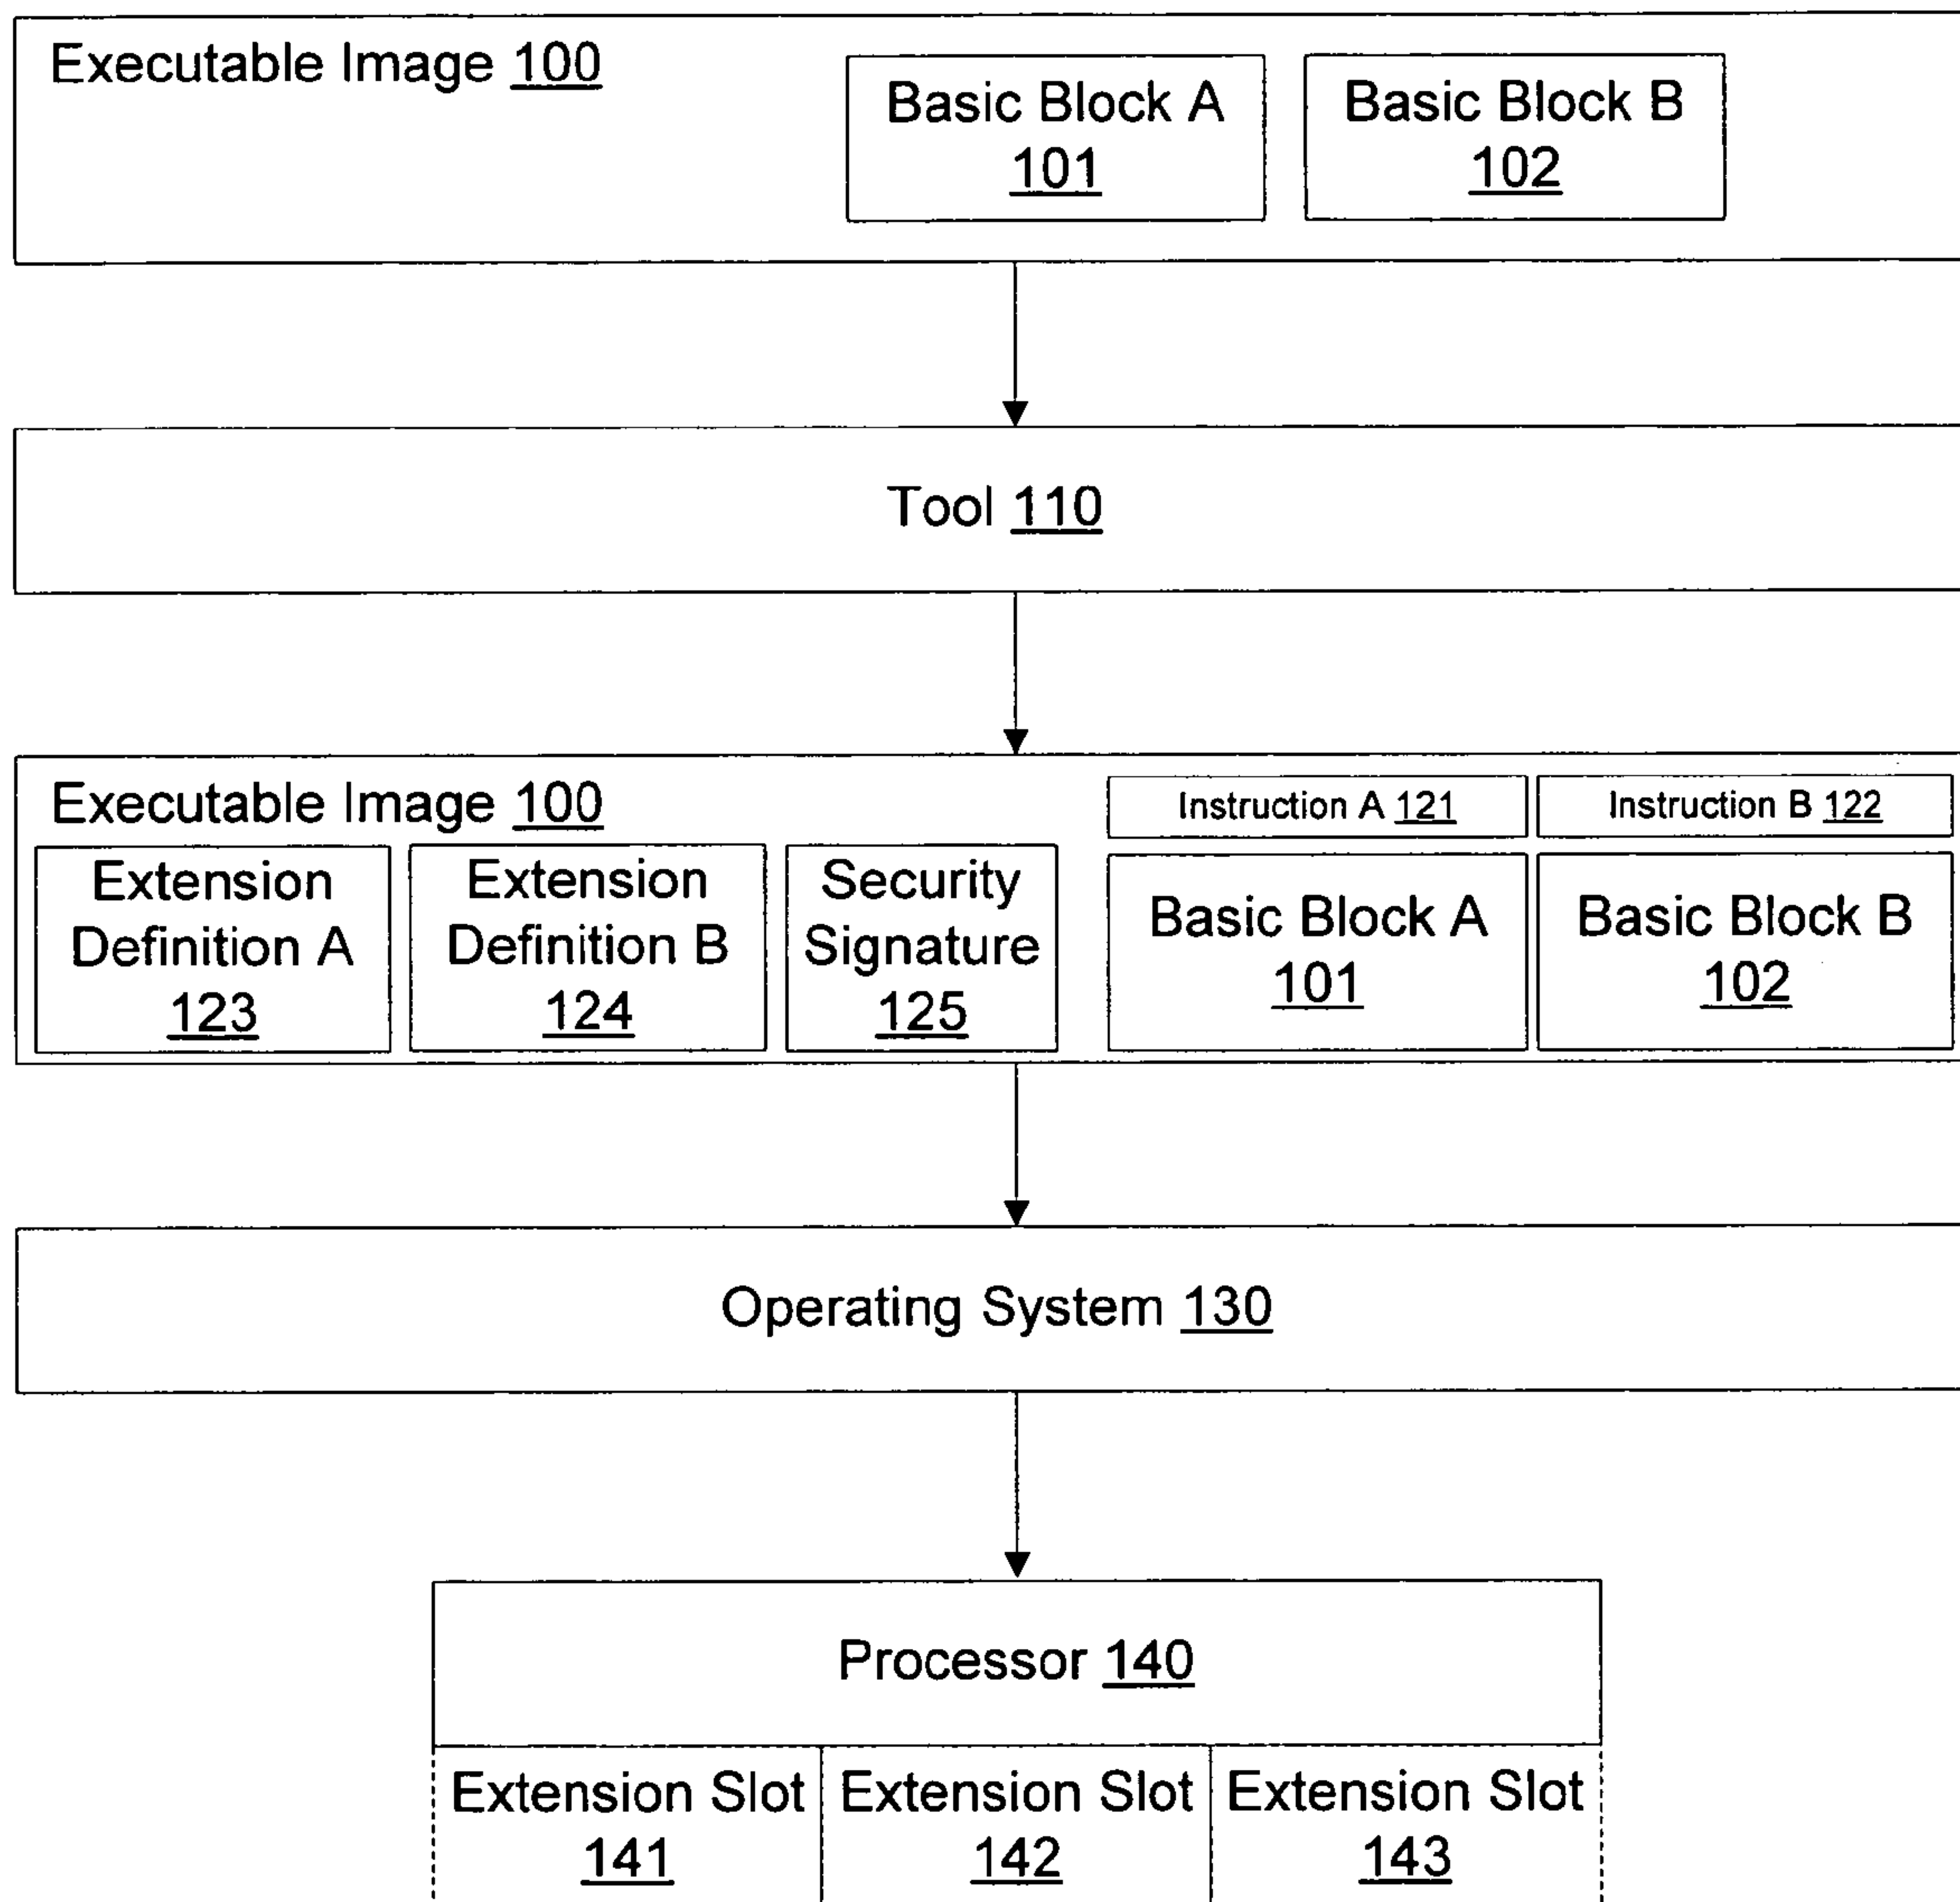 Executable Image 100
Basic Block A
101
Basic Block B
102
Tool 110
Executable Image 100
Instruction A 121
Instruction B 122
Extension
Definition A
123
Extension
Definition B
124
Security
Signature
125
Basic Block A
101
Basic Block B
102
Operating System 130
Processor 140
Extension Slot
141
Extension Slot
142
Extension Slot
143